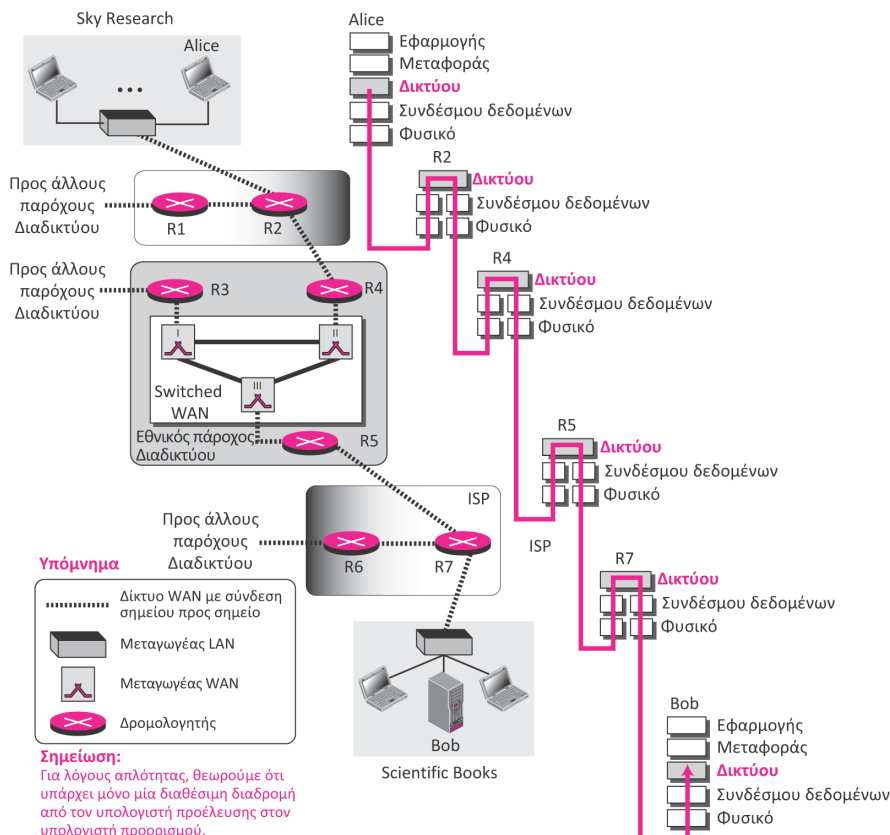 Sky Research
Alice
Προς άλλους
παρόχους
Διαδικτύου
R1
R2
Προς άλλους
παρόχους
Διαδικτύου
R3
R4
I
II
III
Switched
WAN
Εθνικός πάροχος
Διαδικτύου
R5
ISP
Προς άλλους
παρόχους
Διαδικτύου
R6
R7
Bob
Scientific Books
Υπόμνημα
Δίκτυο WAN με σύνδεση
σημείου προς σημείο
Μεταγωγέας LAN
Μεταγωγέας WAN
Δρομολογητής
Σημείωση:
Για λόγους απλότητας, θεωρούμε ότι
υπάρχει μόνο μία διαθέσιμη διαδρομή
από τον υπολογιστή προέλευσης στον
υπολογιστή προορισμού.
Alice
Εφαρμογής
Μεταφοράς
Δικτύου
Συνδέσμου δεδομένων
Φυσικό
R2
Δικτύου
Συνδέσμου δεδομένων
Φυσικό
R4
Δικτύου
Συνδέσμου δεδομένων
Φυσικό
R5
Δικτύου
Συνδέσμου δεδομένων
Φυσικό
ISP
R7
Δικτύου
Συνδέσμου δεδομένων
Φυσικό
Bob
Εφαρμογής
Μεταφοράς
Δικτύου
Συνδέσμου δεδομένων
Φυσικό